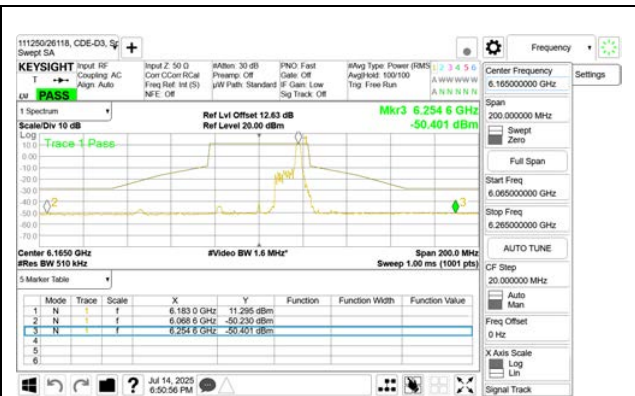 111250/26118, CDE-D3, Sp
Swept SA
Frequency
KEYSIGHT
Input: RF
Coupling: AC
Align: Auto
Input Z: 50 Ω
Corr CCorr RCal
Freq Ref: Int (S)
NFE: Off
#Atten: 30 dB
Preamp: Off
µW Path: Standard
PNO: Fast
Gate: Off
IF Gain: Low
Sig Track: Off
#Avg Type: Power (RMS
Avg|Hold: 100/100
Trig: Free Run
1 2 3 4 5 6
A W W W W W
A N N N N N
T
LXI
PASS
Center Frequency
6.165000000 GHz
Settings
Span
200.000000 MHz
Swept
Zero
Full Span
Start Freq
6.065000000 GHz
Stop Freq
6.265000000 GHz
AUTO TUNE
CF Step
20.000000 MHz
Auto
Man
Freq Offset
0 Hz
X Axis Scale
Log
Lin
Signal Track
1 Spectrum
Scale/Div 10 dB
Ref Lvl Offset 12.63 dB
Ref Level 20.00 dBm
Mkr3 6.254 6 GHz
-50.401 dBm
Log
Trace 1 Pass
10.0
0.00
-10.0
-20.0
-30.0
-40.0
-50.0
-60.0
-70.0
2
3
Center 6.1650 GHz
#Res BW 510 kHz
#Video BW 1.6 MHz*
Span 200.0 MHz
Sweep 1.00 ms (1001 pts)
5 Marker Table
Mode Trace Scale X Y Function Function Width Function Value
1 N 1 f 6.183 0 GHz 11.295 dBm
2 N 1 f 6.068 6 GHz -50.230 dBm
3 N 1 f 6.254 6 GHz -50.401 dBm
4
5
6
?
Jul 14, 2025
6:50:56 PM